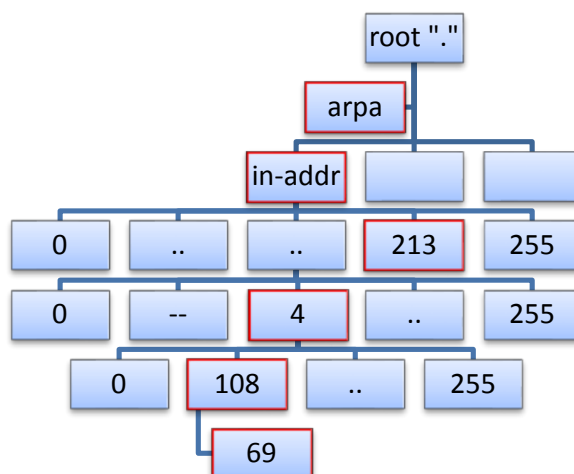 root "."
arpa
in-addr
0 .. .. 213 255
0 -- 4 .. 255
0 108 .. 255
69